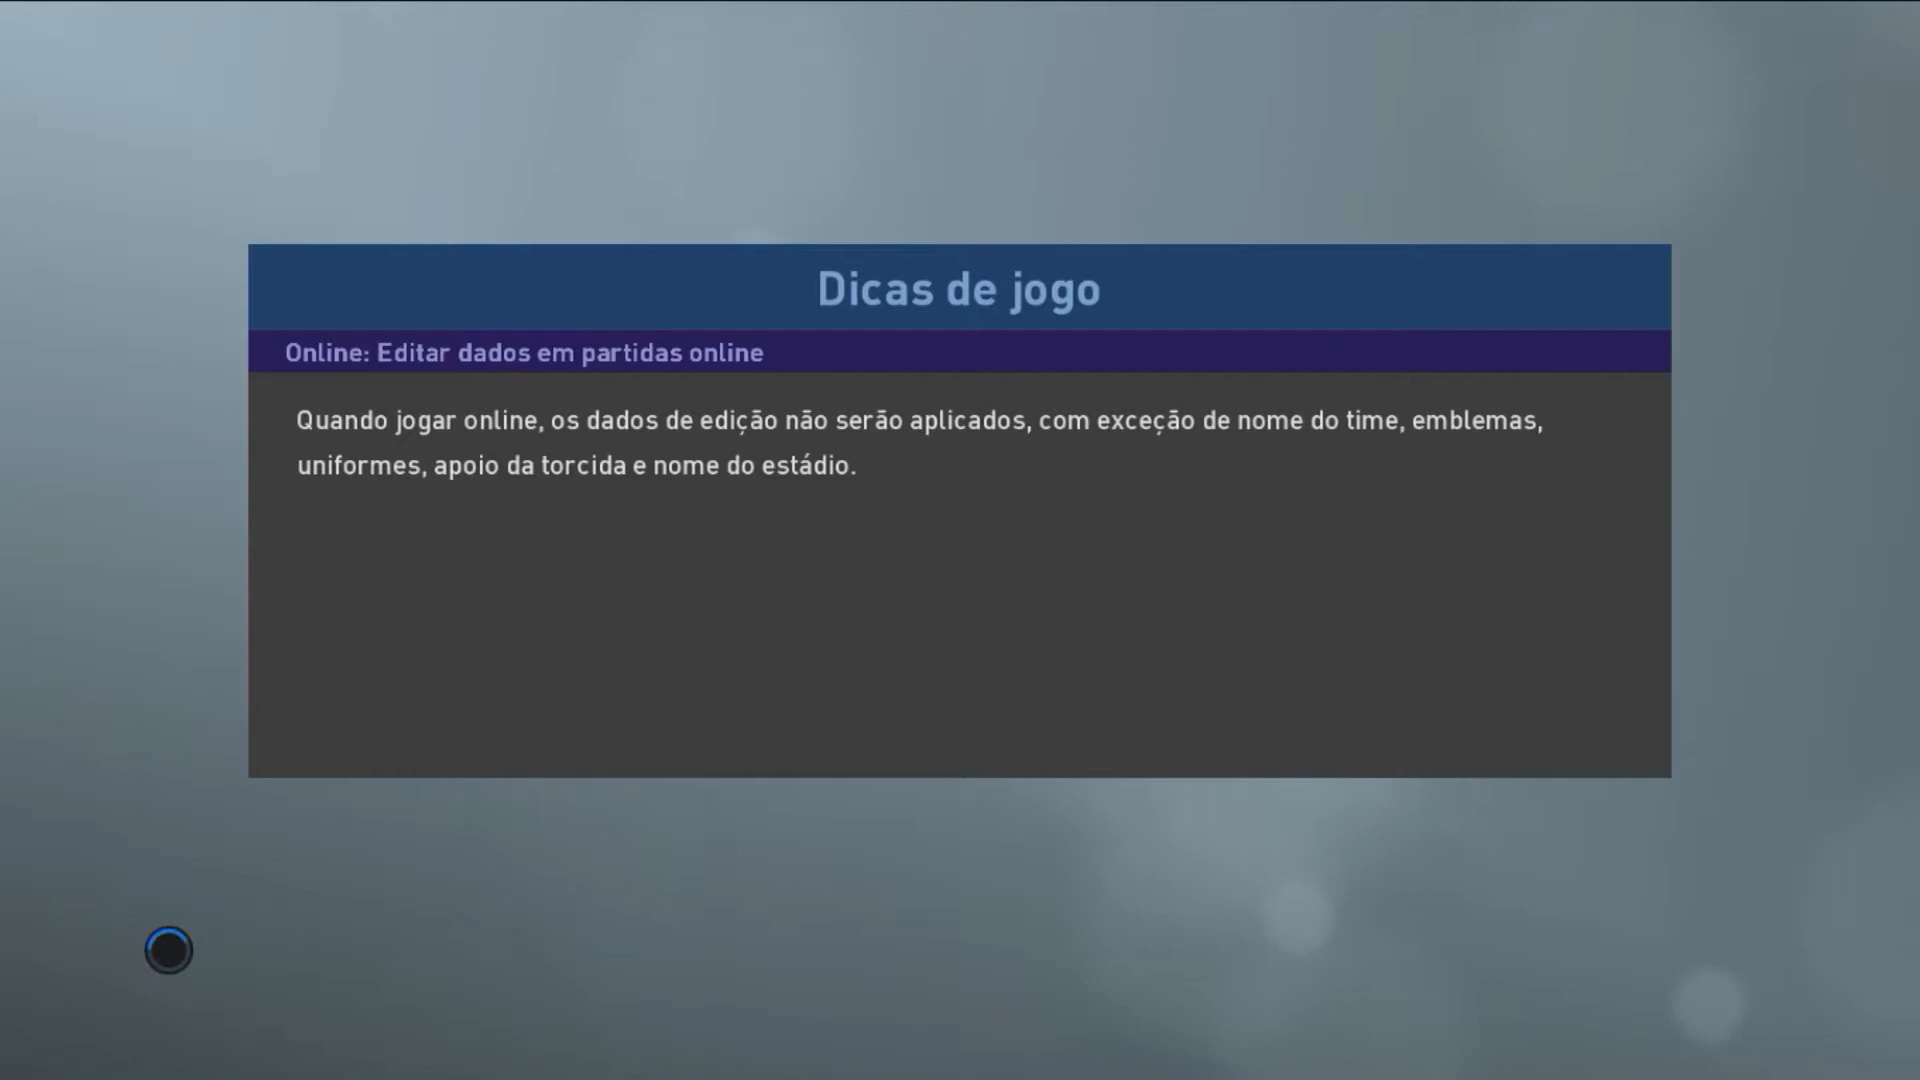 Dicas de jogo
Online: Editar dados em partidas online
Quando jogar online, os dados de edição não serão aplicados, com exceção de nome do time, emblemas,
uniformes, apoio da torcida e nome do estádio.